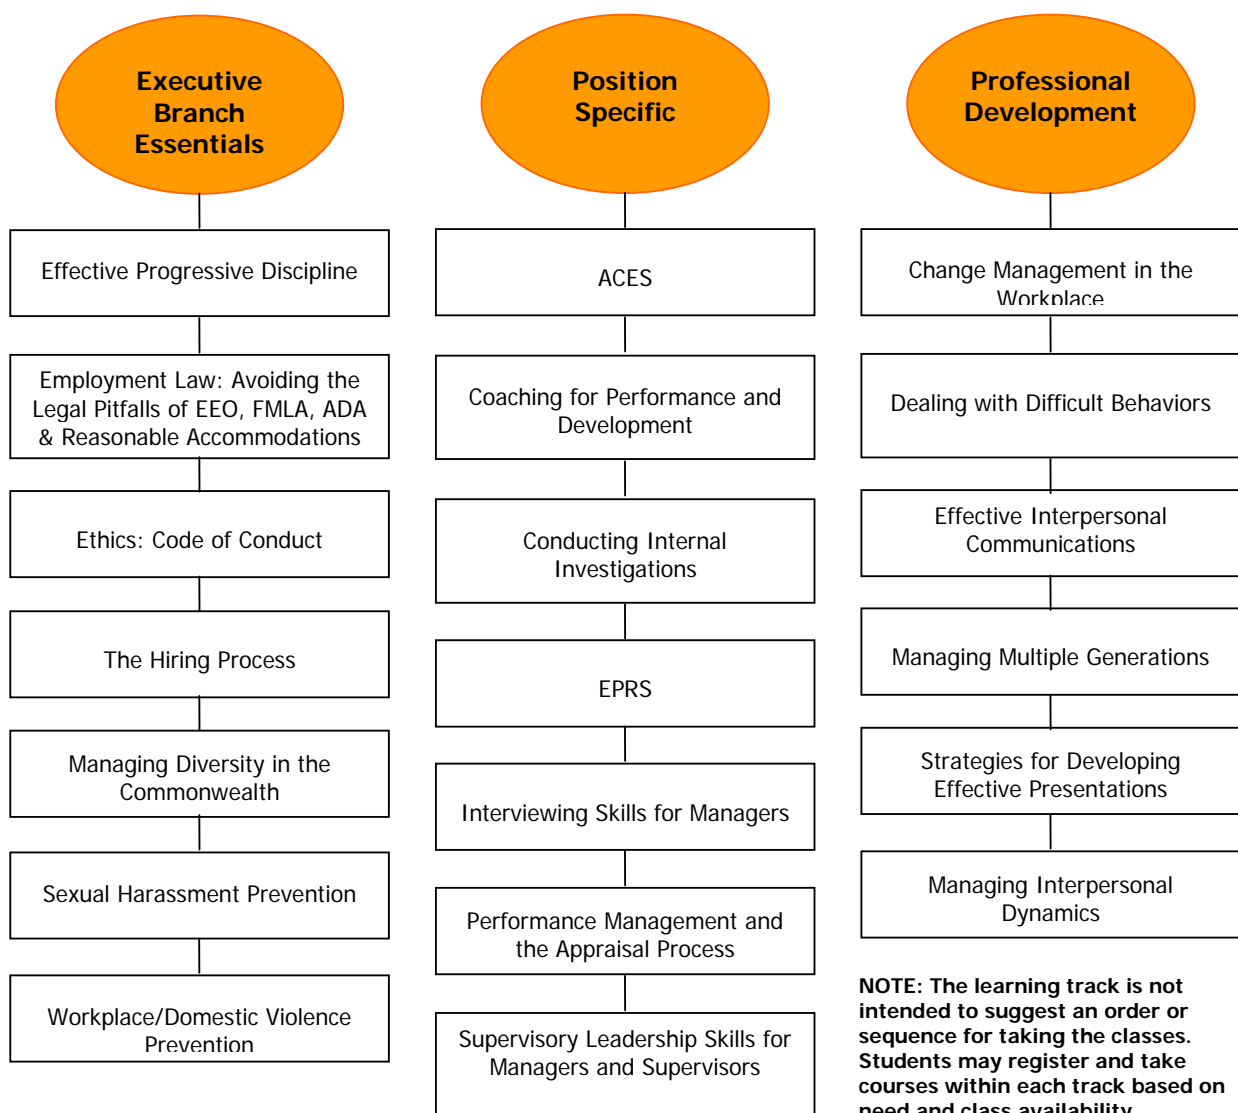 Executive
Branch
Essentials
Effective Progressive Discipline
Employment Law: Avoiding the
Legal Pitfalls of EEO, FMLA, ADA
& Reasonable Accommodations
Ethics: Code of Conduct
The Hiring Process
Managing Diversity in the
Commonwealth
Sexual Harassment Prevention
Workplace/Domestic Violence
Prevention
Position
Specific
ACES
Coaching for Performance and
Development
Conducting Internal
Investigations
EPRS
Interviewing Skills for Managers
Performance Management and
the Appraisal Process
Supervisory Leadership Skills for
Managers and Supervisors
Professional
Development
Change Management in the
Workplace
Dealing with Difficult Behaviors
Effective Interpersonal
Communications
Managing Multiple Generations
Strategies for Developing
Effective Presentations
Managing Interpersonal
Dynamics
NOTE: The learning track is not
intended to suggest an order or
sequence for taking the classes.
Students may register and take
courses within each track based on
need and class availability